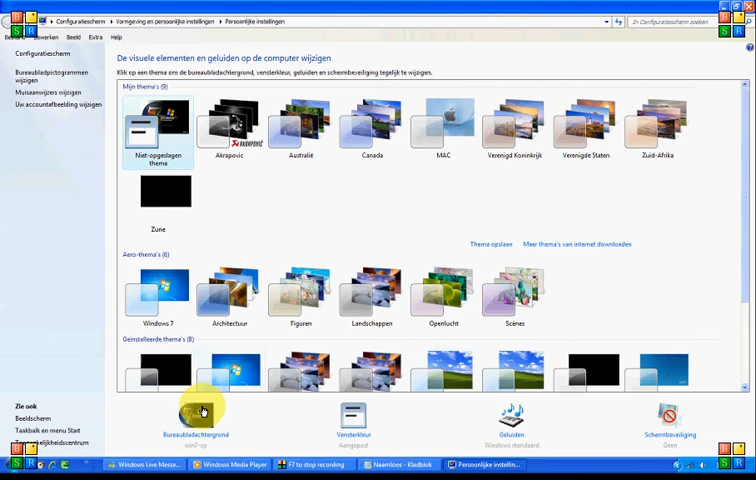 Configuratiescherm › Vormgeving en persoonlijke instellingen › Persoonlijke instellingen
In Configuratiescherm zoeken
B
S R
B
S R
Bewerken Beeld Extra Help
Configuratiescherm
Bureaubladpictogrammen
wijzigen
Muisaanwijzers wijzigen
Uw accountafbeelding wijzigen
De visuele elementen en geluiden op de computer wijzigen
Klik op een thema om de bureaubladachtergrond, vensterkleur, geluiden en schermbeveiliging tegelijk te wijzigen.
Mijn thema's (9)
AKRAPOVIČ
Niet-opgeslagen
thema
Akrapovic
Australië
Canada
MAC
Verenigd Koninkrijk
Verenigde Staten
Zuid-Afrika
Zune
Thema opslaan
Meer thema's van internet downloaden
Aero-thema's (6)
Windows 7
Architectuur
Figuren
Landschappen
Openlucht
Scènes
Geïnstalleerde thema's (8)
Zie ook
Beeldscherm
Taakbalk en menu Start
Toegankelijkheidscentrum
Bureaubladachtergrond
win7-xp
Vensterkleur
Aangepast
Geluiden
Windows standaard
Schermbeveiliging
Geen
B
S R
Windows Live Messe...
Windows Media Player
F7 to stop recording
Naamloos - Kladblok
Persoonlijke instellin...
B
S R